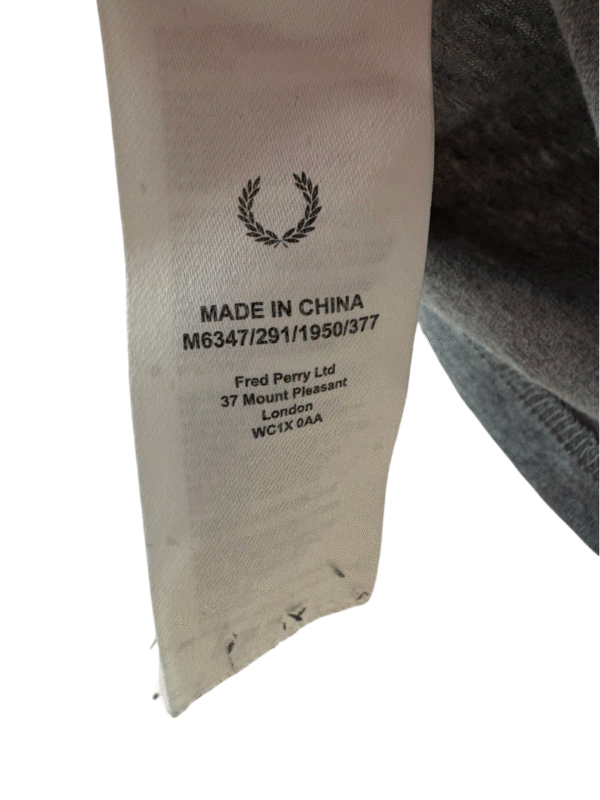 MADE IN CHINA
M6347/291/1950/377
Fred Perry Ltd
37 Mount Pleasant
London
WC1X 0AA